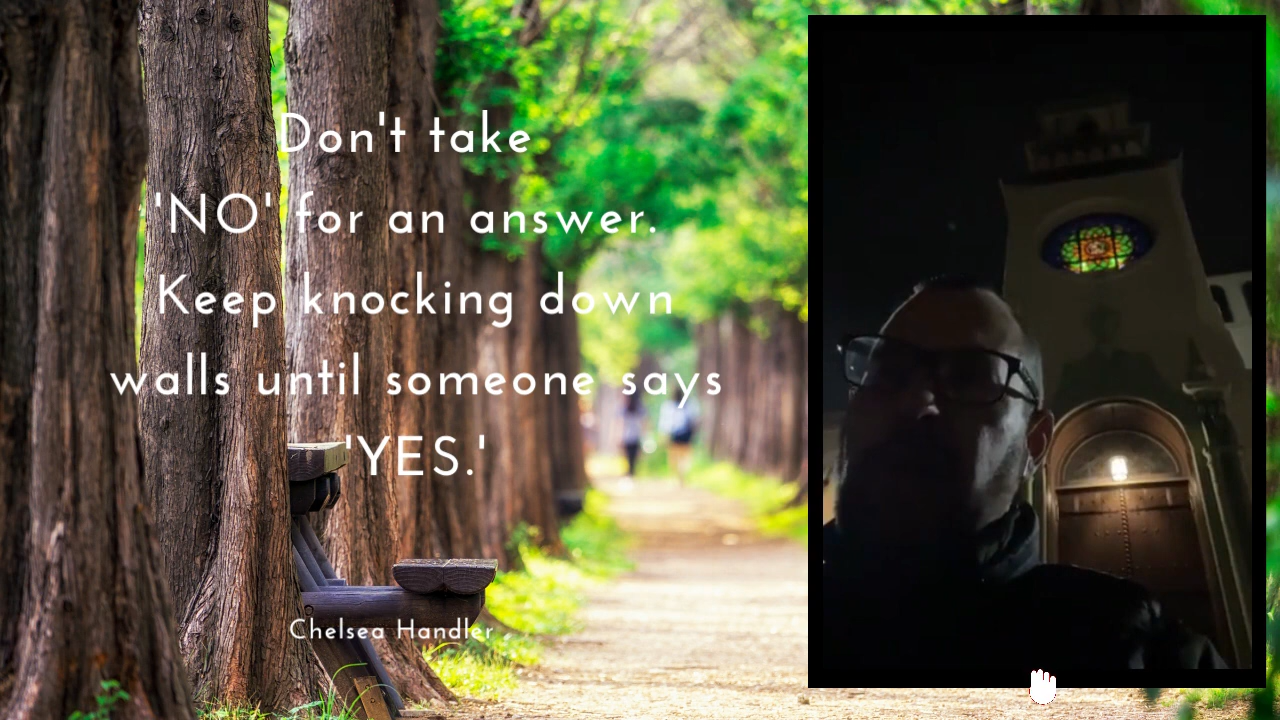 Don't take
'NO' for an answer.
Keep knocking down
walls until someone says
'YES.'
Chelsea Handler